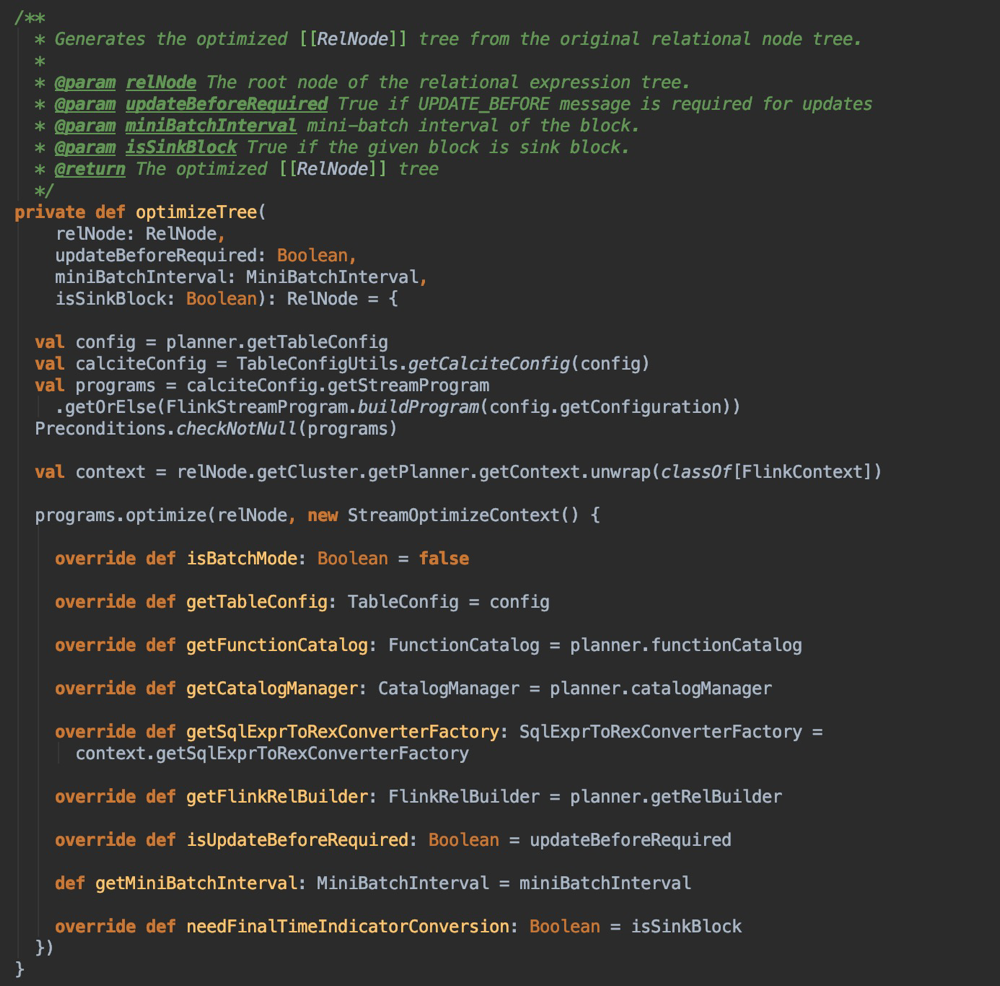 /**
* Generates the optimized [[RelNode]] tree from the original relational node tree.
*
* @param relNode The root node of the relational expression tree.
* @param updateBeforeRequired True if UPDATE_BEFORE message is required for updates
* @param miniBatchInterval mini-batch interval of the block.
* @param isSinkBlock True if the given block is sink block.
* @return The optimized [[RelNode]] tree
*/
private def optimizeTree(
relNode: RelNode,
updateBeforeRequired: Boolean,
miniBatchInterval: MiniBatchInterval,
isSinkBlock: Boolean): RelNode = {
val config = planner.getTableConfig
val calciteConfig = TableConfigUtils.getCalciteConfig(config)
val programs = calciteConfig.getStreamProgram
.getOrElse(FlinkStreamProgram.buildProgram(config.getConfiguration))
Preconditions.checkNotNull(programs)
val context = relNode.getCluster.getPlanner.getContext.unwrap(classOf[FlinkContext])
programs.optimize(relNode, new StreamOptimizeContext() {
override def isBatchMode: Boolean = false
override def getTableConfig: TableConfig = config
override def getFunctionCatalog: FunctionCatalog = planner.functionCatalog
override def getCatalogManager: CatalogManager = planner.catalogManager
override def getSqlExprToRexConverterFactory: SqlExprToRexConverterFactory =
context.getSqlExprToRexConverterFactory
override def getFlinkRelBuilder: FlinkRelBuilder = planner.getRelBuilder
override def isUpdateBeforeRequired: Boolean = updateBeforeRequired
def getMiniBatchInterval: MiniBatchInterval = miniBatchInterval
override def needFinalTimeIndicatorConversion: Boolean = isSinkBlock
})
}